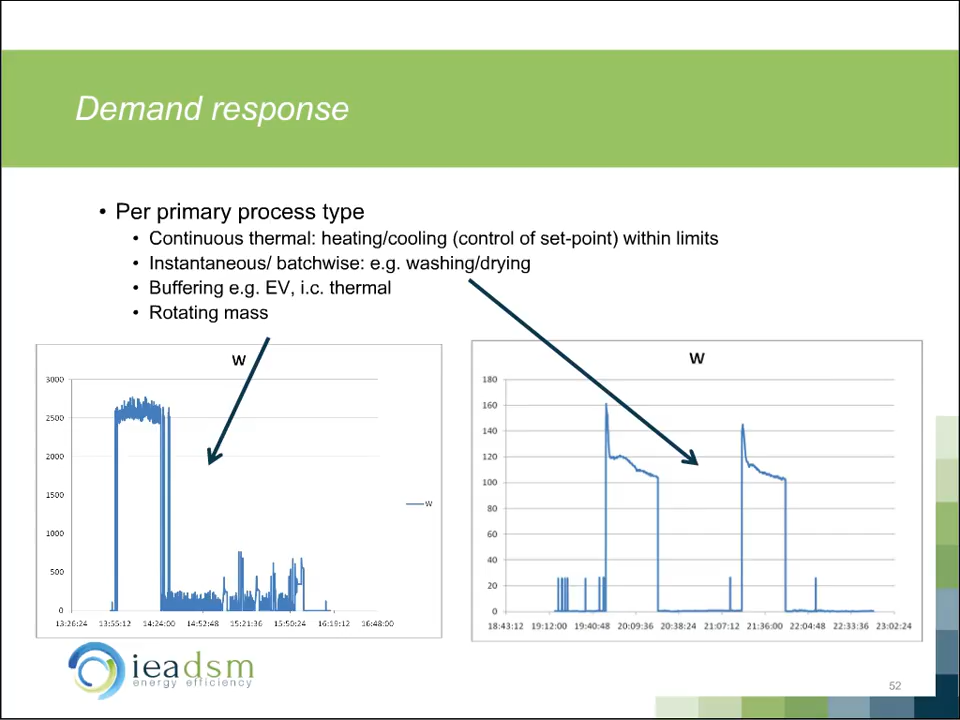 Demand response
• Per primary process type
• Continuous thermal: heating/cooling (control of set-point) within limits
• Instantaneous/ batchwise: e.g. washing/drying
• Buffering e.g. EV, i.c. thermal
• Rotating mass
W
3000
2500
2000
1500
1000
500
0
13:26:24 13:55:12 14:24:00 14:52:48 15:21:36 15:50:24 16:19:12 16:48:00
W
W
180
160
140
120
100
80
60
40
20
0
18:43:12 19:12:00 19:40:48 20:09:36 20:38:24 21:07:12 21:36:00 22:04:48 22:33:36 23:02:24
ieadsm
energy efficiency
52